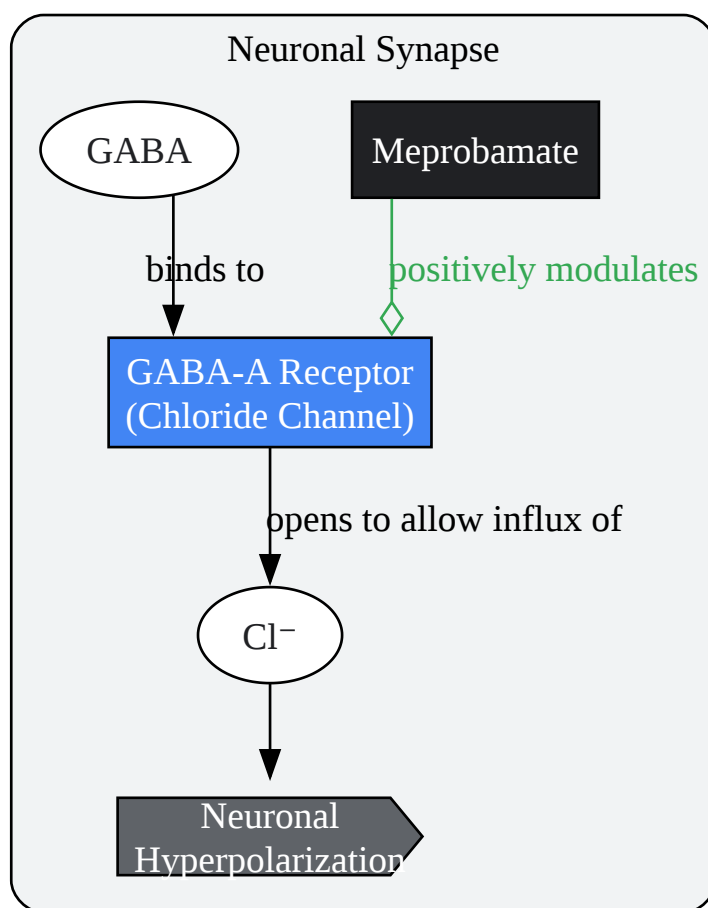 Neuronal Synapse
GABA
Meprobamate
binds to
positively modulates
GABA-A Receptor
(Chloride Channel)
opens to allow influx of
Cl⁻
Neuronal
Hyperpolarization